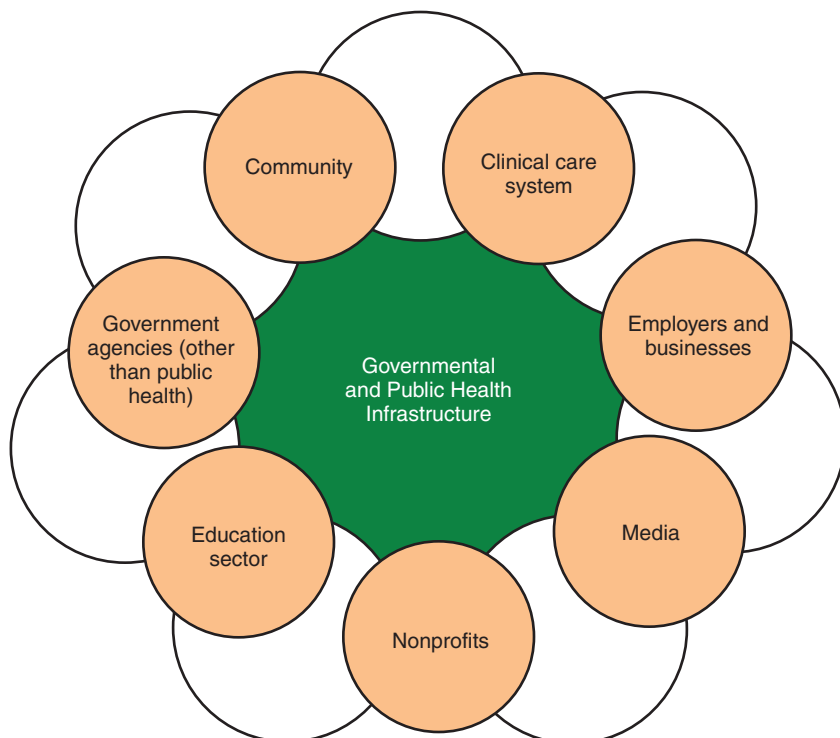 Community
Clinical care
system
Government
agencies (other
than public
health)
Governmental
and Public Health
Infrastructure
Employers and
businesses
Education
sector
Media
Nonprofits